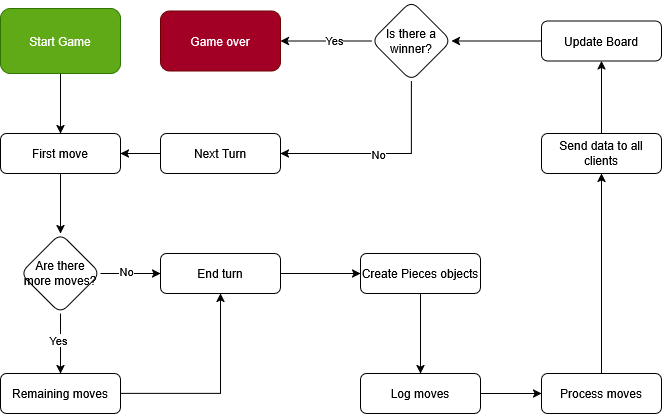 Start Game
Game over
Yes
Is there a
winner?
Update Board
First move
Next Turn
No
Send data to all
clients
Are there
more moves?
No
End turn
Create Pieces objects
Yes
Remaining moves
Log moves
Process moves